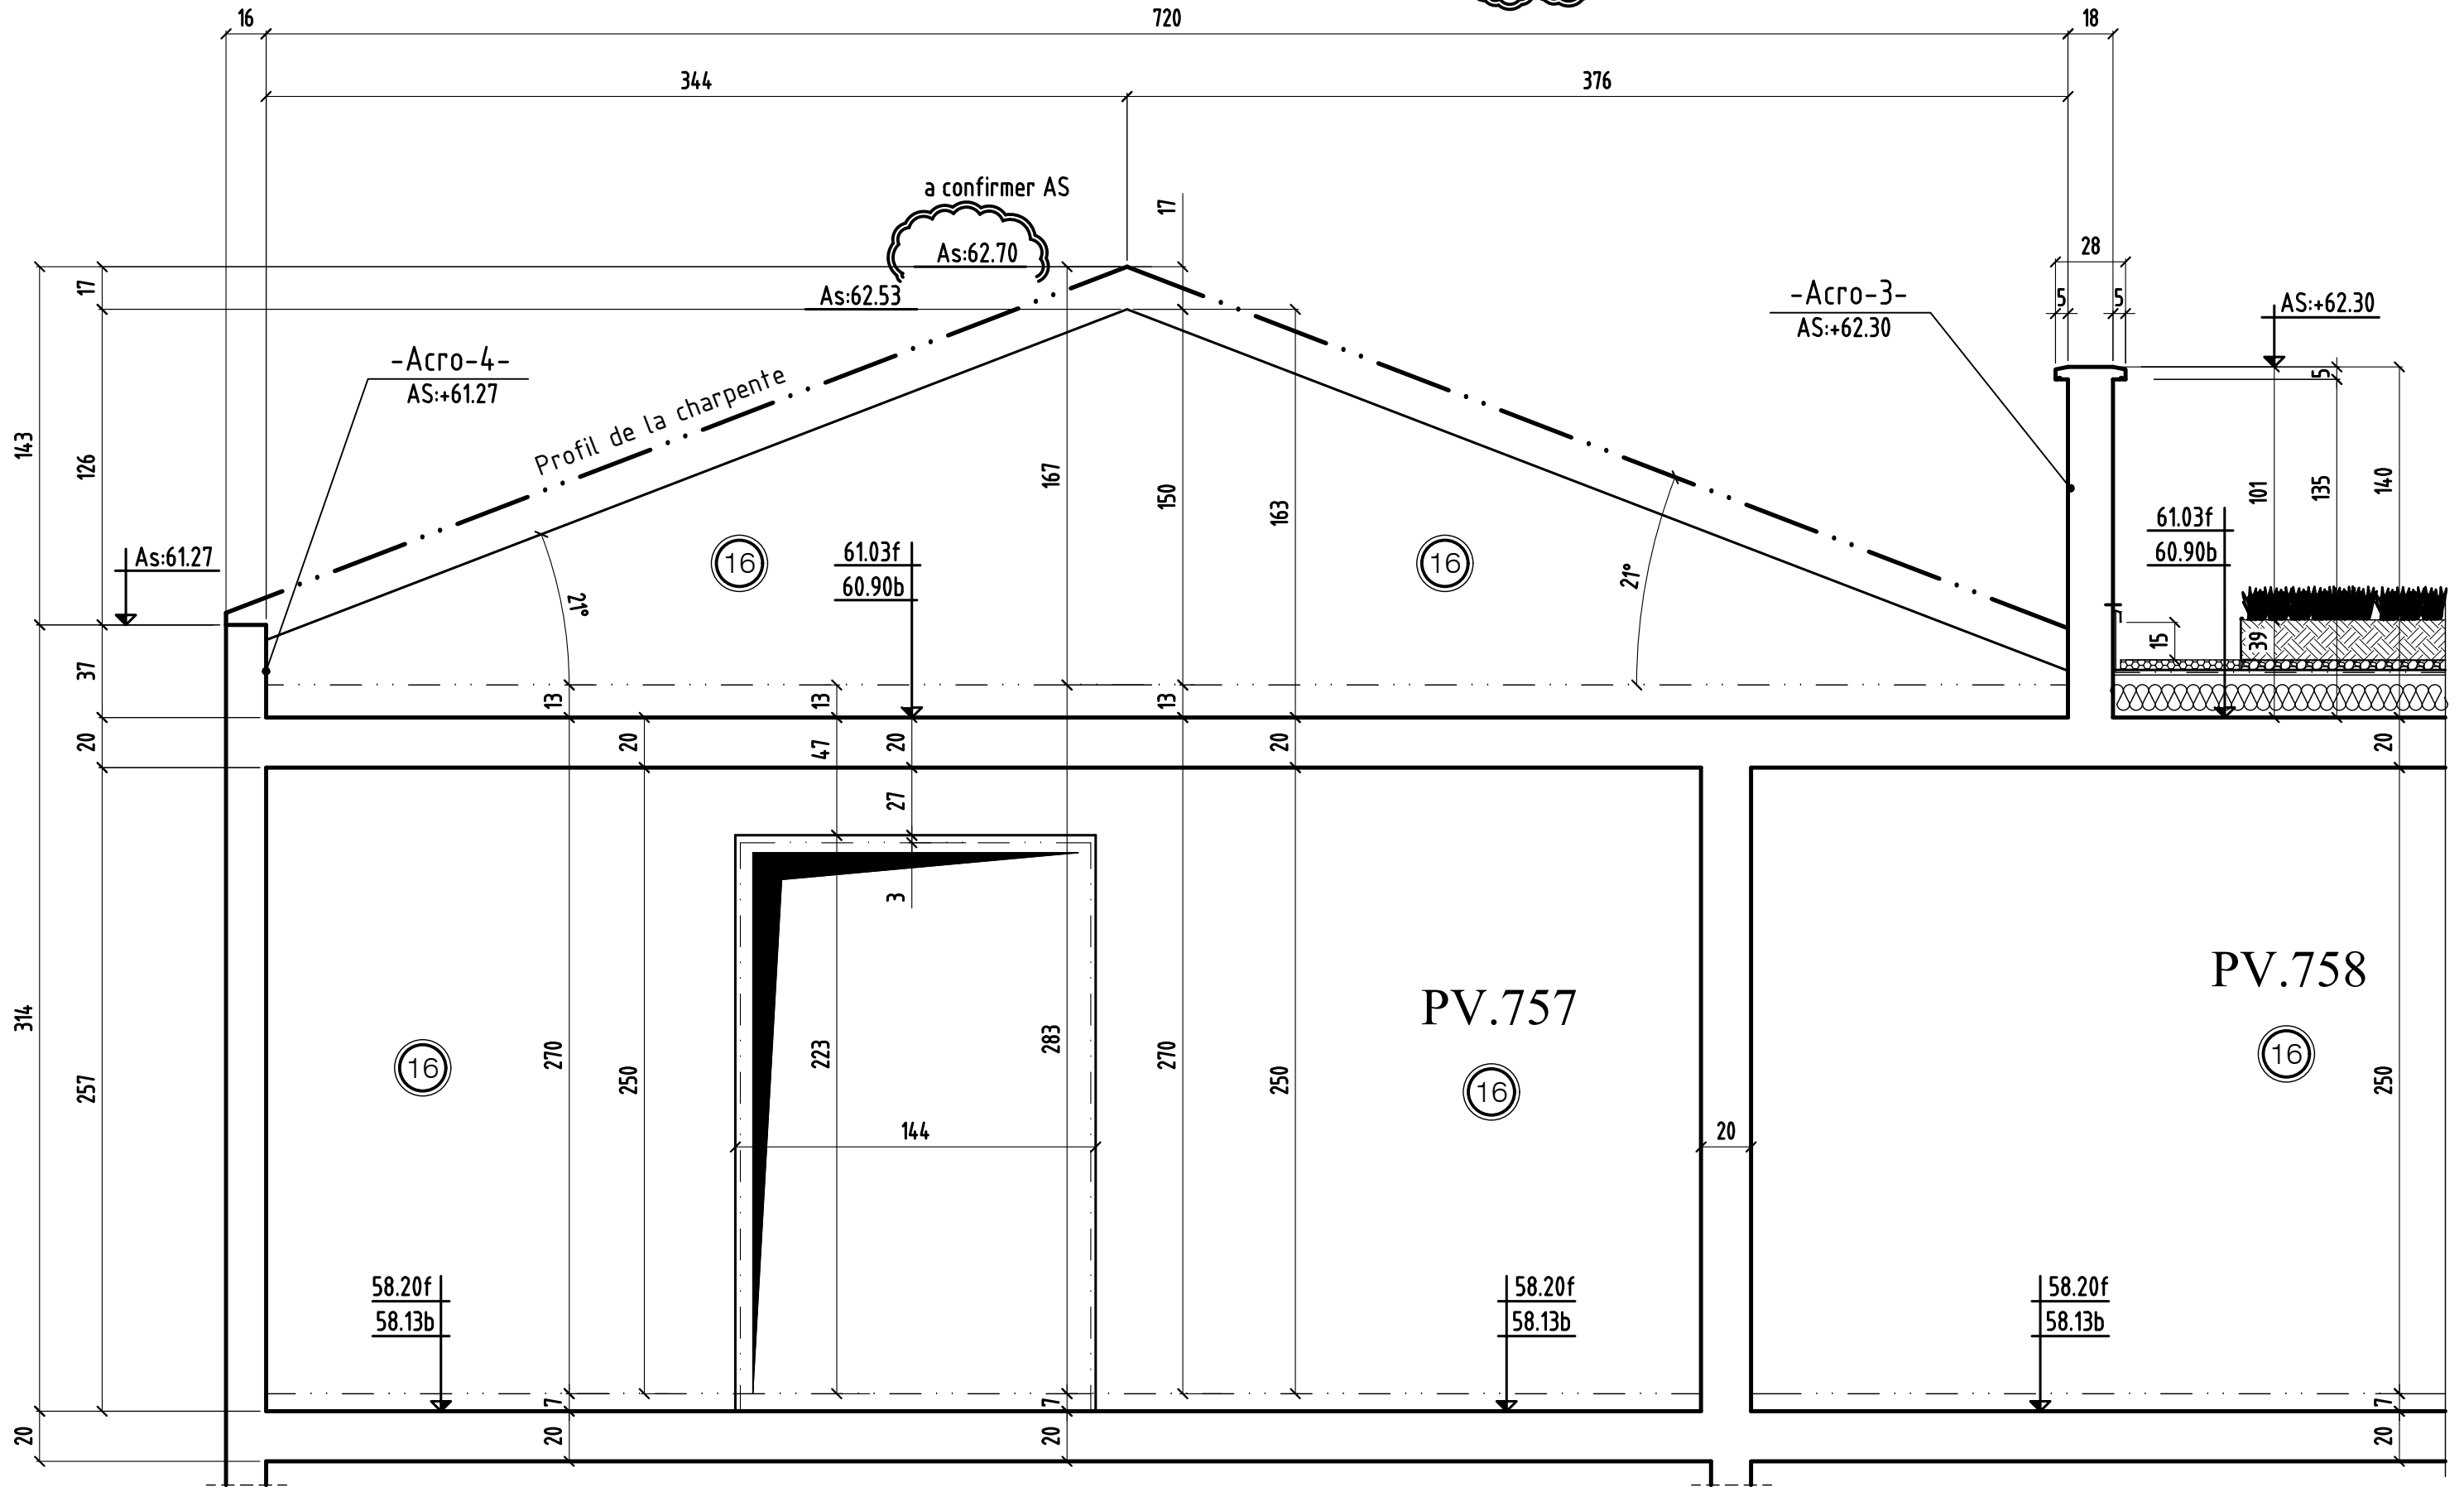 16
720
18
344
376
a confirmer AS
As:62.70
As:62.53
17
17
28
5
5
-Acro-3-
AS:+62.30
AS:+62.30
-Acro-4-
AS:+61.27
Profil de la charpente
143
126
167
150
163
5
101
135
140
As:61.27
16
61.03f
60.90b
16
61.03f
60.90b
21°
21°
15
39
37
13
13
13
20
20
47
20
20
20
27
3
PV.757
PV.758
16
16
16
314
257
270
250
223
283
270
250
250
144
20
58.20f
58.13b
58.20f
58.13b
58.20f
58.13b
7
7
7
20
20
20
20